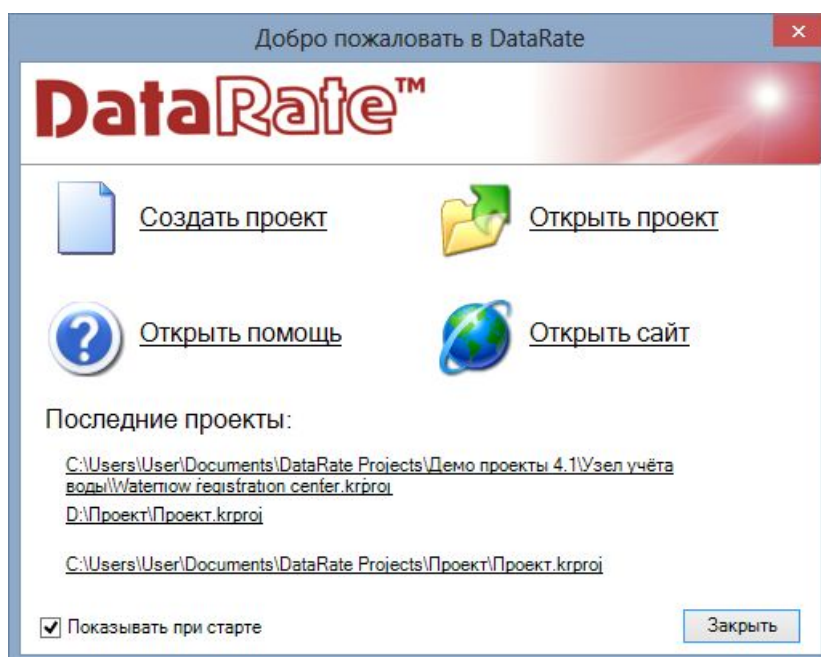 Добро пожаловать в DataRate
DataRate™
Создать проект
Открыть проект
Открыть помощь
Открыть сайт
Последние проекты:
C:\Users\User\Documents\DataRate Projects\Демо проекты 4.1\Узел учёта
воды\Waterflow registration center.krproj
D:\Проект\Проект.krproj
C:\Users\User\Documents\DataRate Projects\Проект\Проект.krproj
Показывать при старте
Закрыть